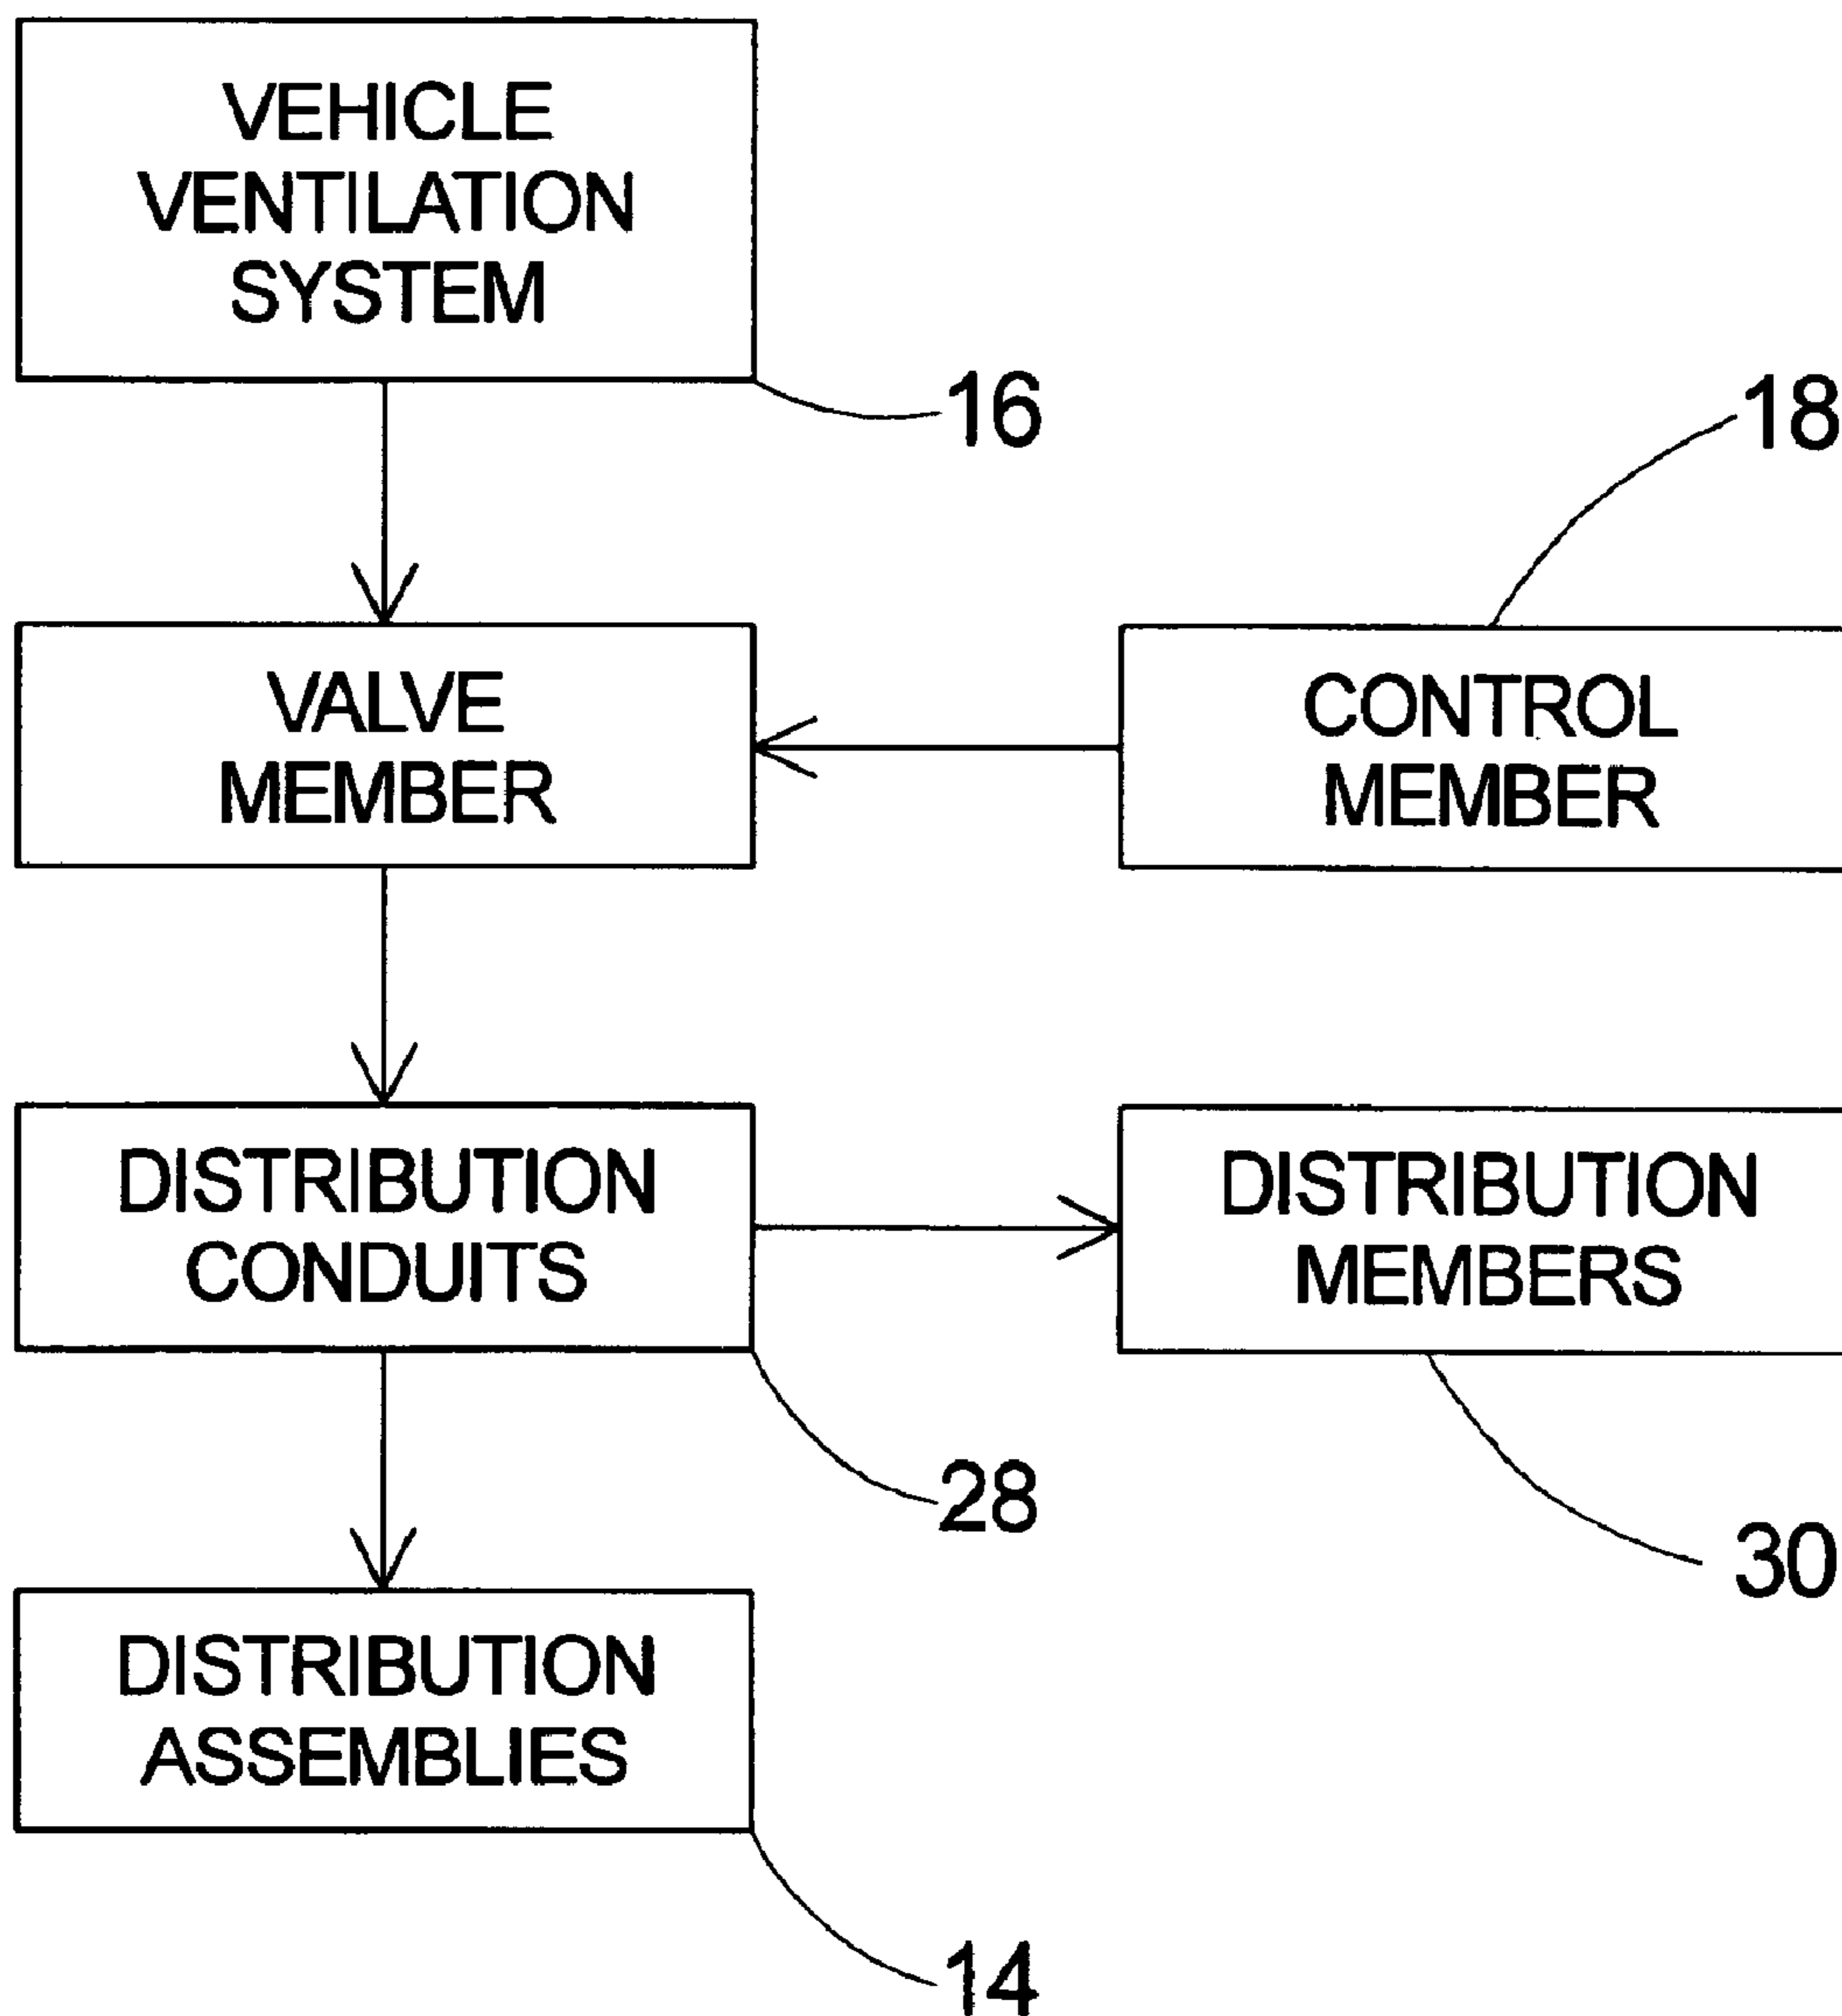 VEHICLE
VENTILATION
SYSTEM
16
18
VALVE
MEMBER
CONTROL
MEMBER
DISTRIBUTION
CONDUITS
DISTRIBUTION
MEMBERS
28
30
DISTRIBUTION
ASSEMBLIES
14